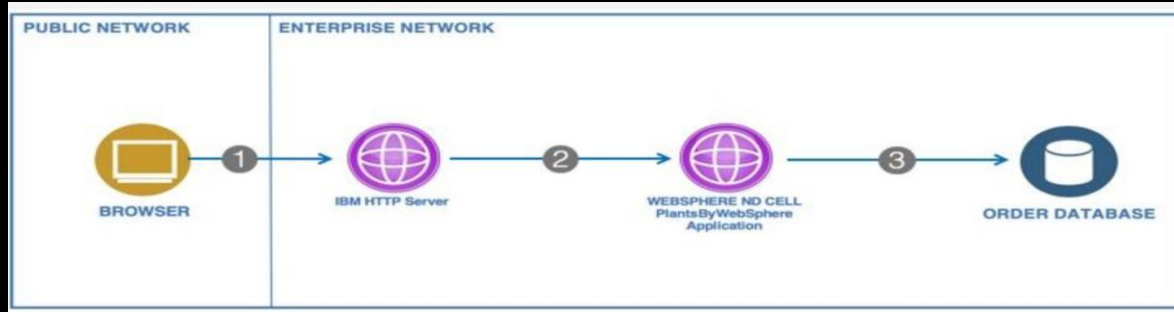 PUBLIC NETWORK
ENTERPRISE NETWORK
1
2
3
BROWSER
IBM HTTP Server
WEBSPHERE ND CELL
PlantsByWebSphere
Application
ORDER DATABASE